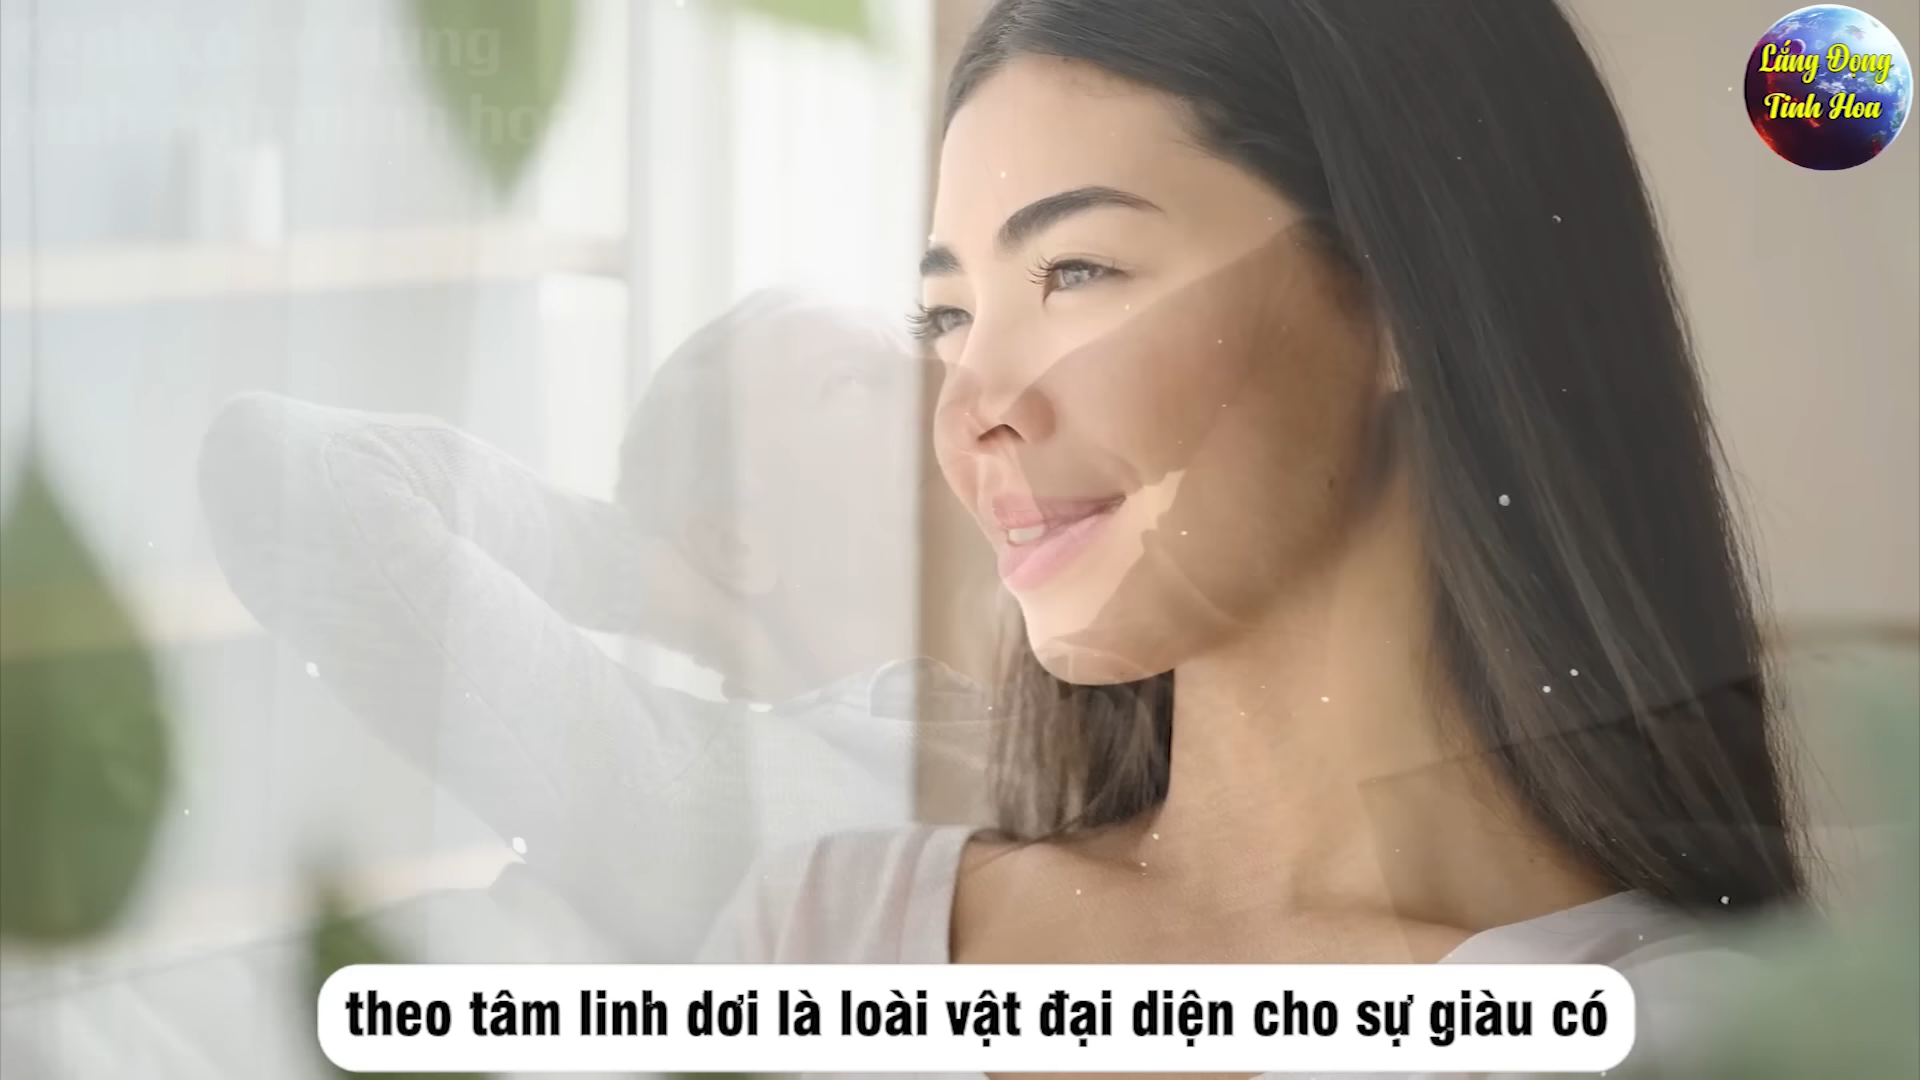 Lắng Đọng
Tinh Hoa
theo tâm linh dơi là loài vật đại diện cho sự giàu có